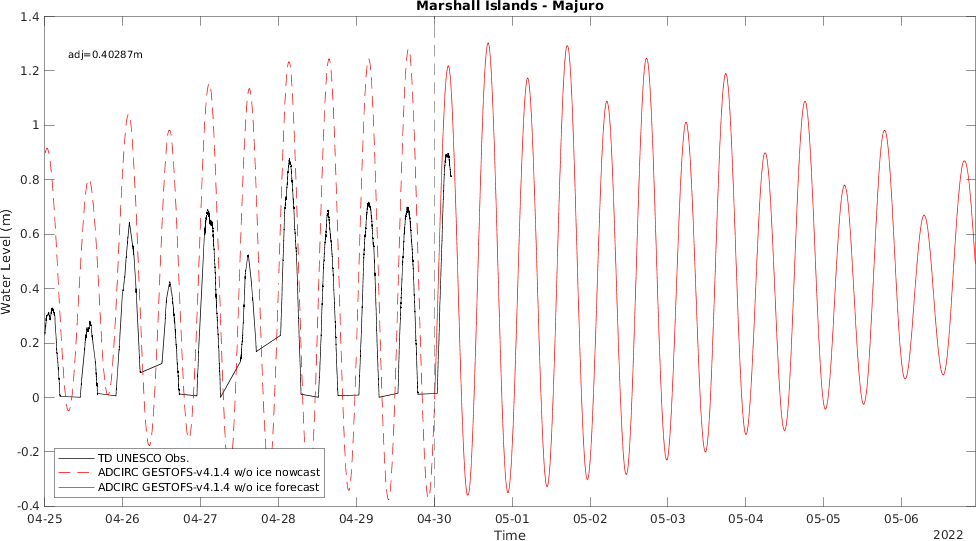 Marshall Islands - Majuro
1.4
adj=0.40287m
1.2
1
0.8
0.6
0.4
0.2
0
-0.2
-0.4
Water Level (m)
TD UNESCO Obs.
ADCIRC GESTOFS-v4.1.4 w/o ice nowcast
ADCIRC GESTOFS-v4.1.4 w/o ice forecast
04-25 04-26 04-27 04-28 04-29 04-30 05-01 05-02 05-03 05-04 05-05 05-06
Time
2022